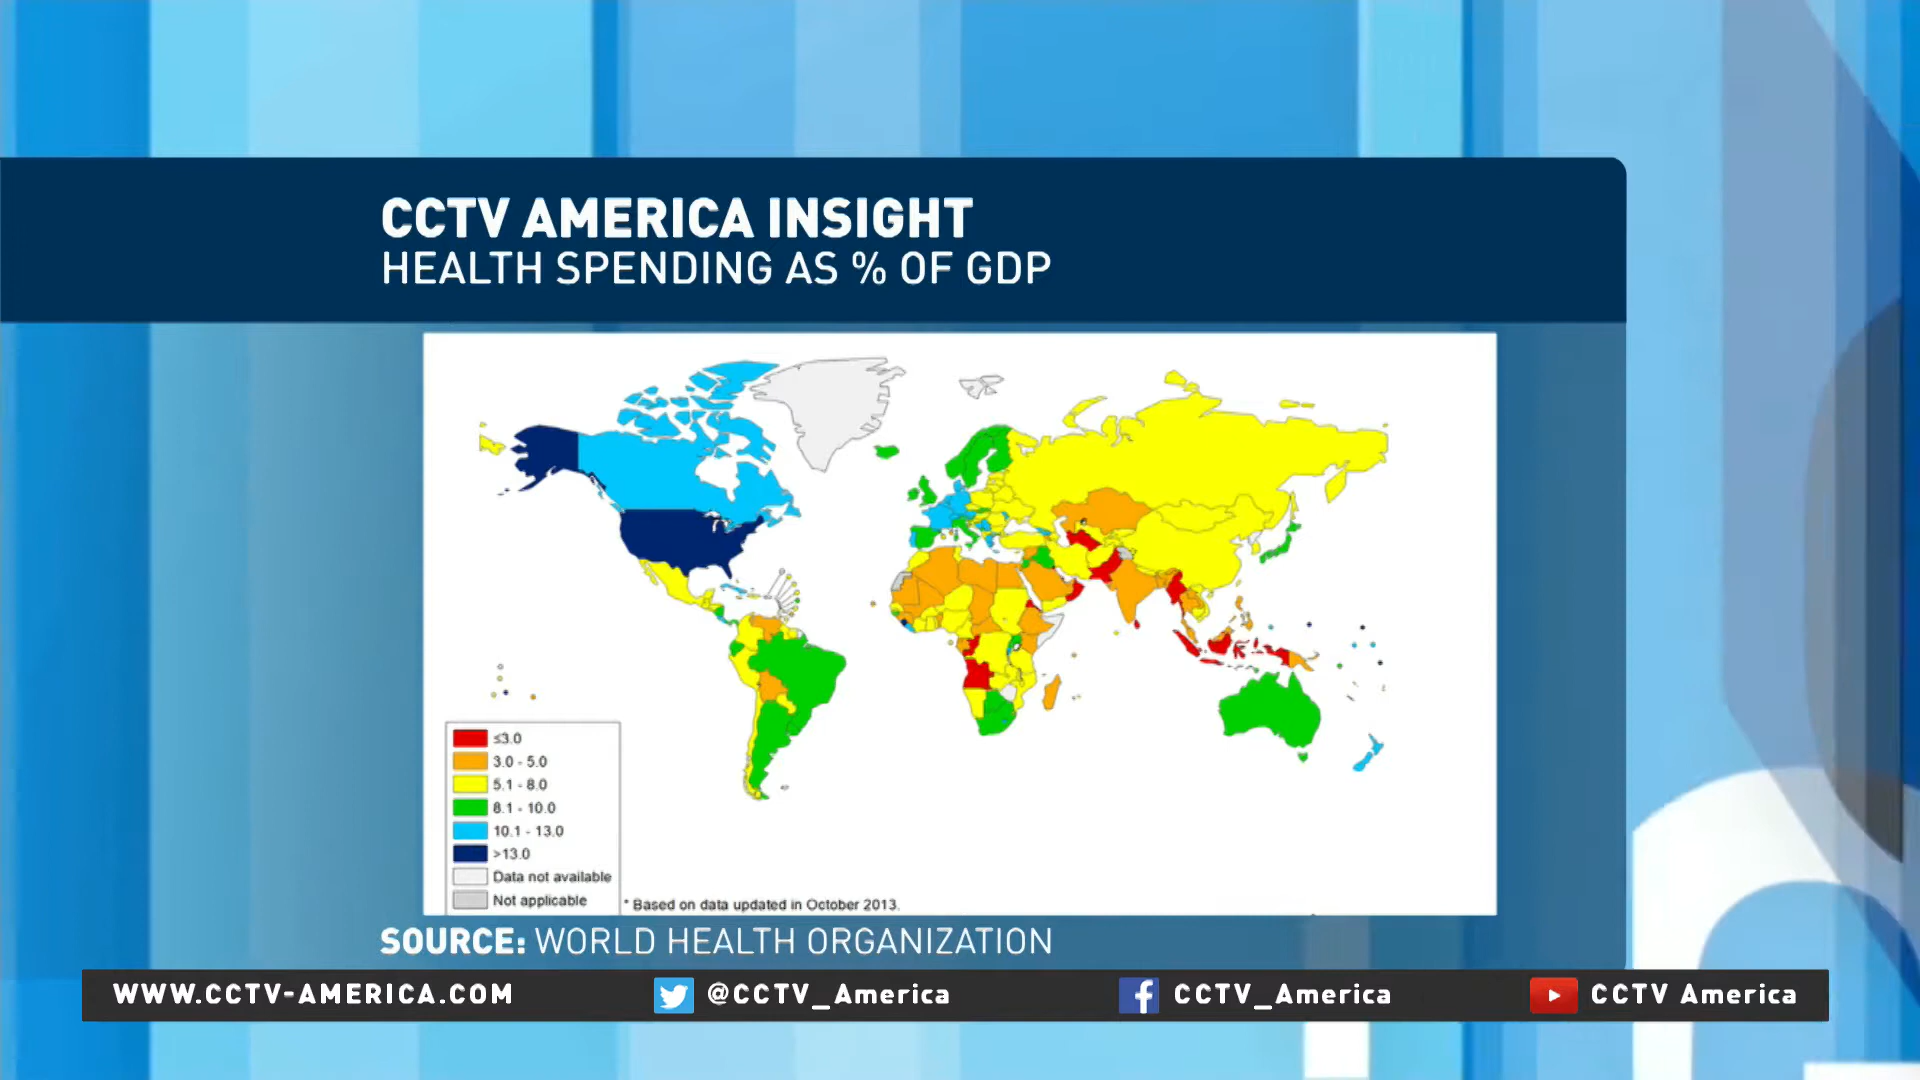 CCTV AMERICA INSIGHT
HEALTH SPENDING AS % OF GDP
≤3.0
3.0 - 5.0
5.1 - 8.0
8.1 - 10.0
10.1 - 13.0
>13.0
Data not available
Not applicable
* Based on data updated in October 2013.
SOURCE: WORLD HEALTH ORGANIZATION
WWW.CCTV-AMERICA.COM
@CCTV_America
CCTV_America
CCTV America